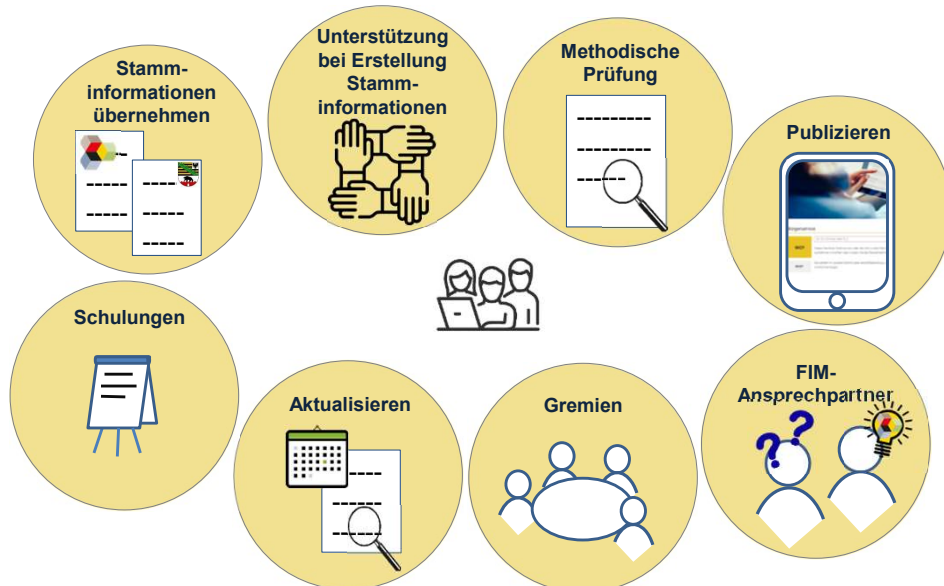 Stamm-
informationen
übernehmen
Unterstützung
bei Erstellung
Stamm-
informationen
Methodische
Prüfung
Publizieren
Schulungen
Aktualisieren
Gremien
FIM-
Ansprechpartner